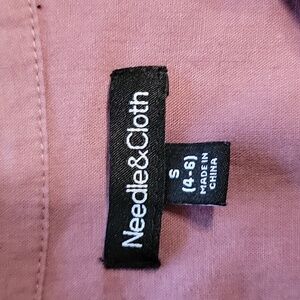 Needle&Cloth
S
(4-6)
MADE IN
CHINA